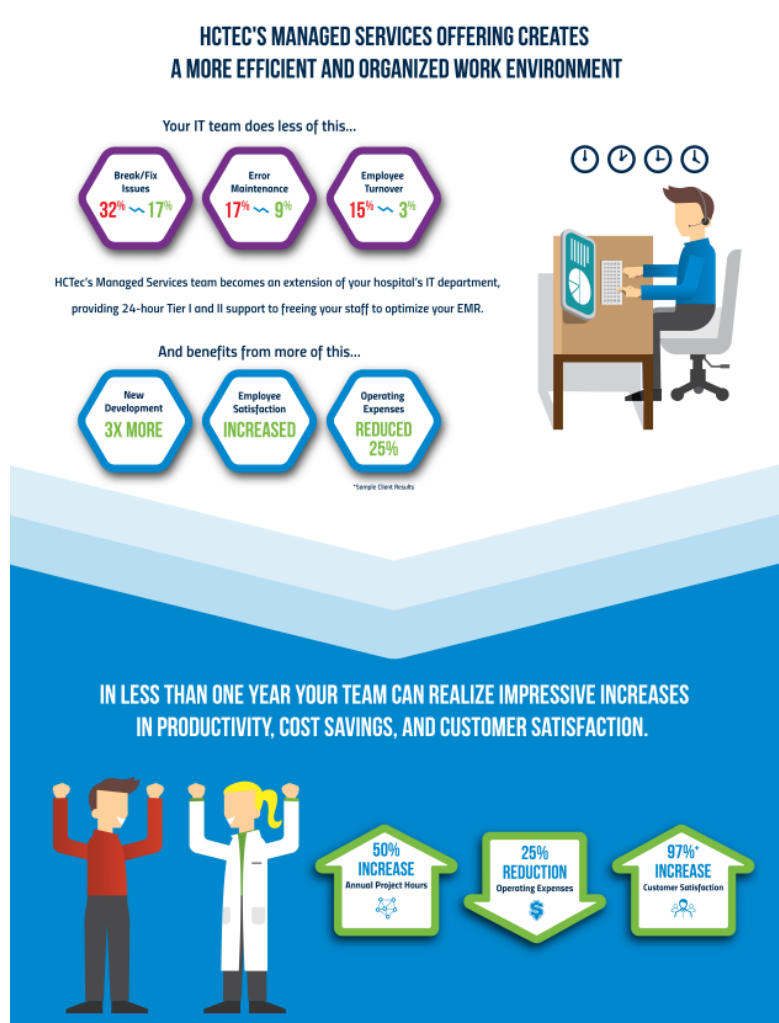 HCTEC'S MANAGED SERVICES OFFERING CREATES
A MORE EFFICIENT AND ORGANIZED WORK ENVIRONMENT
Your IT team does less of this...
Break/Fix
Issues
32% 17%
Error
Maintenance
17% 9%
Employee
Turnover
15% 3%
HCTec's Managed Services team becomes an extension of your hospital's IT department,
providing 24-hour Tier I and II support to freeing your staff to optimize your EMR.
And benefits from more of this...
New
Development
3X MORE
Employee
Satisfaction
INCREASED
Operating
Expenses
REDUCED
25%
*Sample Client Results
IN LESS THAN ONE YEAR YOUR TEAM CAN REALIZE IMPRESSIVE INCREASES
IN PRODUCTIVITY, COST SAVINGS, AND CUSTOMER SATISFACTION.
50%
INCREASE
Annual Project Hours
25%
REDUCTION
Operating Expenses
$
97%*
INCREASE
Customer Satisfaction